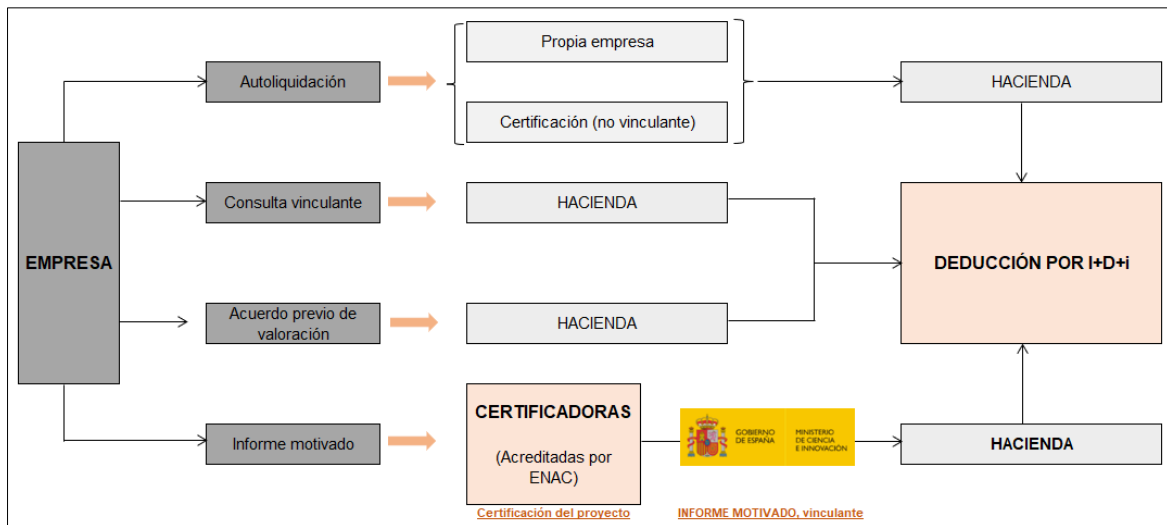 Propia empresa
Autoliquidación
HACIENDA
Certificación (no vinculante)
Consulta vinculante
HACIENDA
EMPRESA
DEDUCCIÓN POR I+D+i
Acuerdo previo de
valoración
HACIENDA
CERTIFICADORAS
(Acreditadas por
ENAC)
Informe motivado
GOBIERNO
DE ESPAÑA
MINISTERIO
DE CIENCIA
E INNOVACIÓN
HACIENDA
Certificación del proyecto
INFORME MOTIVADO, vinculante